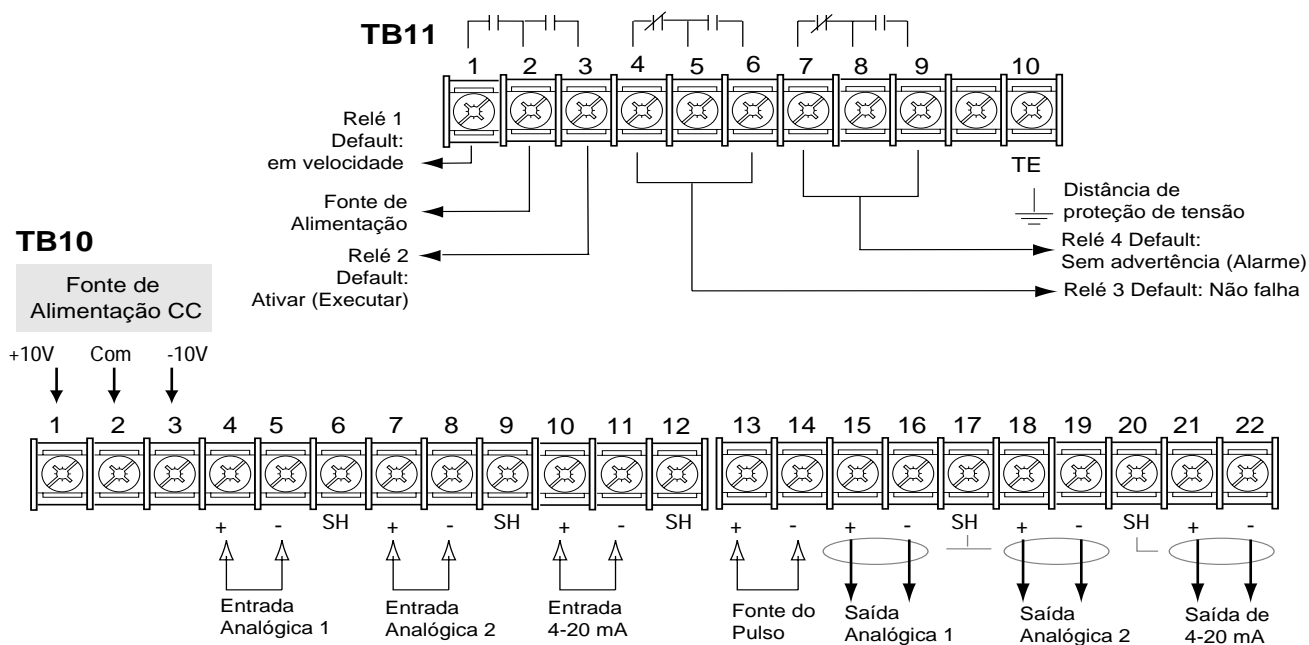 TB11
1 2 3 4 5 6 7 8 9 10
Relé 1
Default:
em velocidade
Fonte de
Alimentação
Relé 2
Default:
Ativar (Executar)
TE
Distância de
proteção de tensão
Relé 4 Default:
Sem advertência (Alarme)
Relé 3 Default: Não falha
TB10
Fonte de
Alimentação CC
+10V Com -10V
1 2 3 4 5 6 7 8 9 10 11 12 13 14 15 16 17 18 19 20 21 22
+ - SH + - SH + - SH + - + - SH + - SH + -
Entrada
Analógica 1
Entrada
Analógica 2
Entrada
4-20 mA
Fonte do
Pulso
Saída
Analógica 1
Saída
Analógica 2
Saída de
4-20 mA